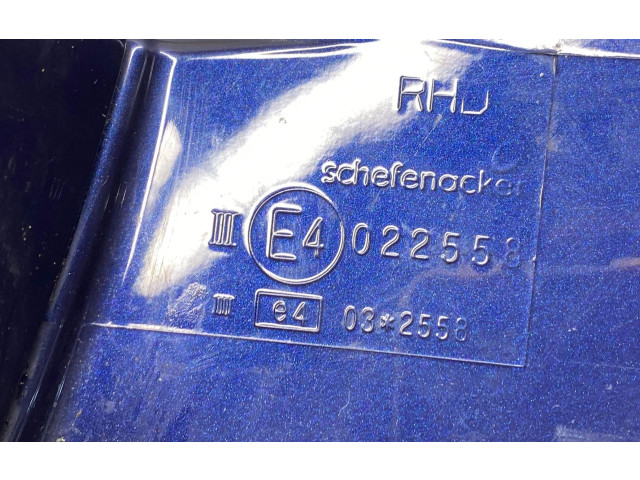 RHD
schefenacker
III E4 022558
III e4 03*2558